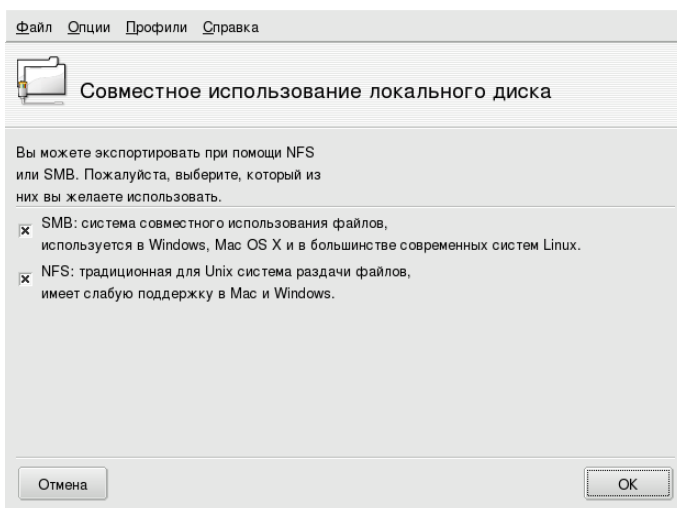 Файл Опции Профили Справка
Совместное использование локального диска
Вы можете экспортировать при помощи NFS
или SMB. Пожалуйста, выберите, который из
них вы желаете использовать.
SMB: система совместного использования файлов,
используется в Windows, Mac OS X и в большинстве современных систем Linux.
NFS: традиционная для Unix система раздачи файлов,
имеет слабую поддержку в Mac и Windows.
Отмена OK